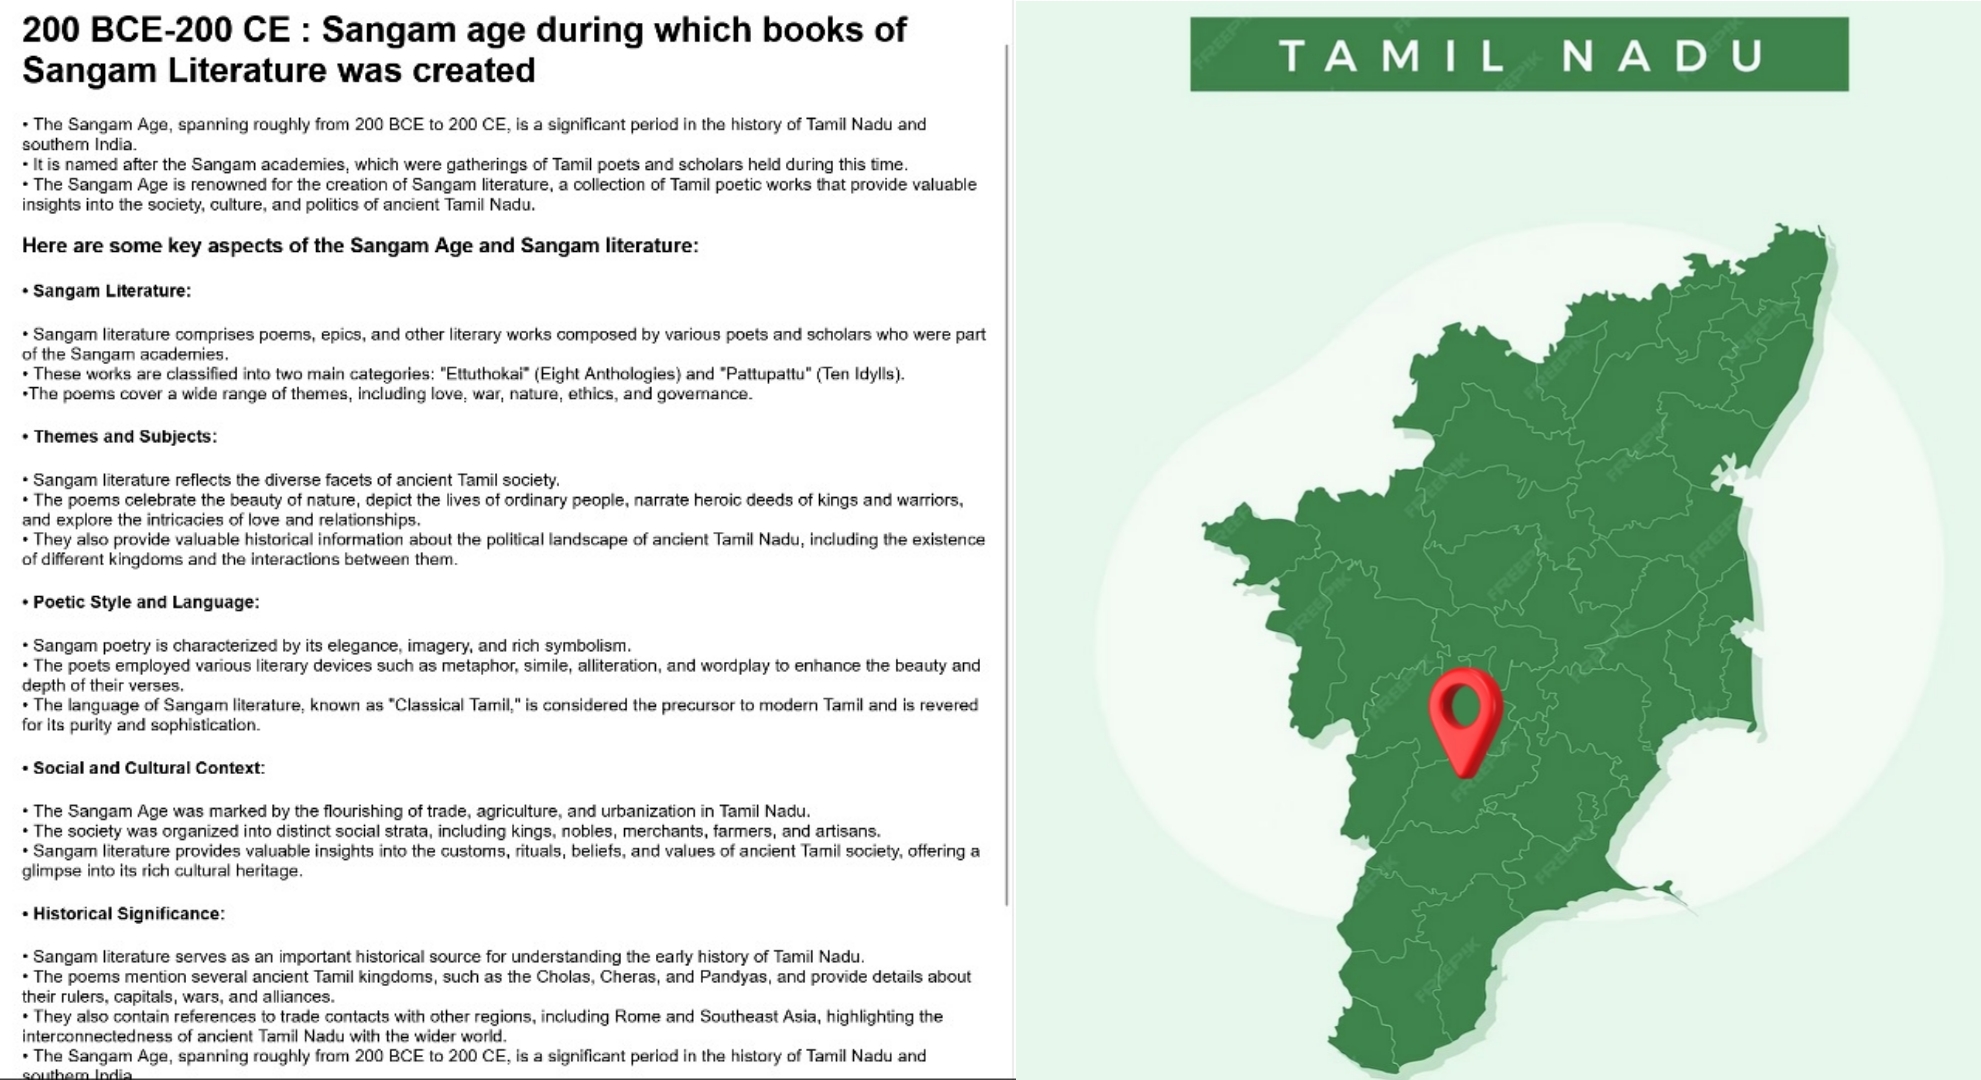 200 BCE-200 CE : Sangam age during which books of
Sangam Literature was created
• The Sangam Age, spanning roughly from 200 BCE to 200 CE, is a significant period in the history of Tamil Nadu and
southern India.
• It is named after the Sangam academies, which were gatherings of Tamil poets and scholars held during this time.
• The Sangam Age is renowned for the creation of Sangam literature, a collection of Tamil poetic works that provide valuable
insights into the society, culture, and politics of ancient Tamil Nadu.
Here are some key aspects of the Sangam Age and Sangam literature:
• Sangam Literature:
• Sangam literature comprises poems, epics, and other literary works composed by various poets and scholars who were part
of the Sangam academies.
• These works are classified into two main categories: "Ettuthokai" (Eight Anthologies) and "Pattupattu" (Ten Idylls).
•The poems cover a wide range of themes, including love, war, nature, ethics, and governance.
• Themes and Subjects:
• Sangam literature reflects the diverse facets of ancient Tamil society.
• The poems celebrate the beauty of nature, depict the lives of ordinary people, narrate heroic deeds of kings and warriors,
and explore the intricacies of love and relationships.
• They also provide valuable historical information about the political landscape of ancient Tamil Nadu, including the existence
of different kingdoms and the interactions between them.
• Poetic Style and Language:
• Sangam poetry is characterized by its elegance, imagery, and rich symbolism.
• The poets employed various literary devices such as metaphor, simile, alliteration, and wordplay to enhance the beauty and
depth of their verses.
• The language of Sangam literature, known as "Classical Tamil," is considered the precursor to modern Tamil and is revered
for its purity and sophistication.
• Social and Cultural Context:
• The Sangam Age was marked by the flourishing of trade, agriculture, and urbanization in Tamil Nadu.
• The society was organized into distinct social strata, including kings, nobles, merchants, farmers, and artisans.
• Sangam literature provides valuable insights into the customs, rituals, beliefs, and values of ancient Tamil society, offering a
glimpse into its rich cultural heritage.
• Historical Significance:
• Sangam literature serves as an important historical source for understanding the early history of Tamil Nadu.
• The poems mention several ancient Tamil kingdoms, such as the Cholas, Cheras, and Pandyas, and provide details about
their rulers, capitals, wars, and alliances.
• They also contain references to trade contacts with other regions, including Rome and Southeast Asia, highlighting the
interconnectedness of ancient Tamil Nadu with the wider world.
• The Sangam Age, spanning roughly from 200 BCE to 200 CE, is a significant period in the history of Tamil Nadu and
southern India
TAMIL NADU
FREEPIK
FREEPIK
FREEPIK
FREEPIK
FREEPIK
FREEPIK
FREEPIK
FREEPIK
FREEPIK
FREEPIK